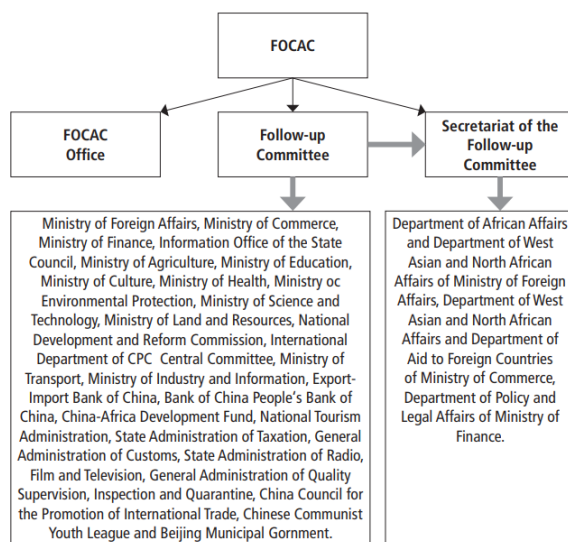 FOCAC
FOCAC
Office
Follow-up
Committee
Secretariat of the
Follow-up
Committee
Ministry of Foreign Affairs, Ministry of Commerce,
Ministry of Finance, Information Office of the State
Council, Ministry of Agriculture, Ministry of Education,
Ministry of Culture, Ministry of Health, Ministry oc
Environmental Protection, Ministry of Science and
Technology, Ministry of Land and Resources, National
Development and Reform Commission, International
Department of CPC Central Committee, Ministry of
Transport, Ministry of Industry and Information, Export-
Import Bank of China, Bank of China People's Bank of
China, China-Africa Development Fund, National Tourism
Administration, State Administration of Taxation, General
Administration of Customs, State Administration of Radio,
Film and Television, General Administration of Quality
Supervision, Inspection and Quarantine, China Council for
the Promotion of International Trade, Chinese Communist
Youth League and Beijing Municipal Gornment.
Department of African Affairs
and Department of West
Asian and North African
Affairs of Ministry of Foreign
Affairs, Department of West
Asian and North African
Affairs and Department of
Aid to Foreign Countries
of Ministry of Commerce,
Department of Policy and
Legal Affairs of Ministry of
Finance.